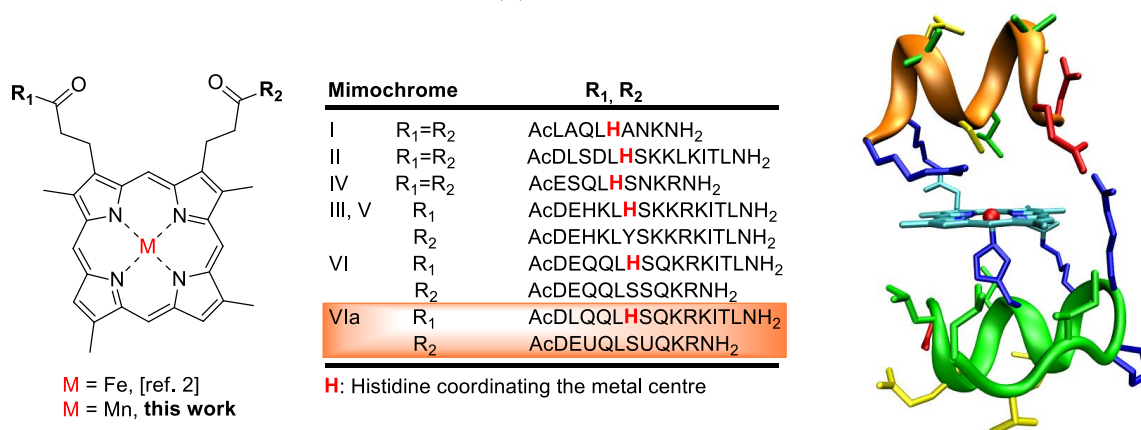 O
R₁
O
R₂
N
N
M
N
N
M = Fe, [ref. 2]
M = Mn, this work
Mimochrome R₁, R₂
I R₁=R₂ AcLAQLHANKNH₂
II R₁=R₂ AcDLSDLHSKKLKITLNH₂
IV R₁=R₂ AcESQLHSNKRNH₂
III, V R₁ AcDEHKLHSKKRKITLNH₂
R₂ AcDEHKLYSKKRKITLNH₂
VI R₁ AcDEQQLHSQKRKITLNH₂
R₂ AcDEQQLSSQKRNH₂
VIa R₁ AcDLQQLHSQKRKITLNH₂
R₂ AcDEUQLSUQKRNH₂
H: Histidine coordinating the metal centre